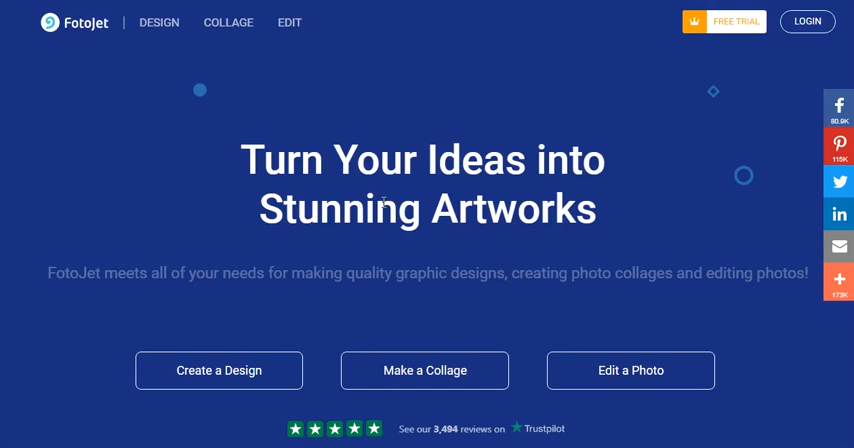 FotoJet DESIGN COLLAGE EDIT FREE TRIAL LOGIN
80.9K
115K
Turn Your Ideas into
Stunning Artworks
in
FotoJet meets all of your needs for making quality graphic designs, creating photo collages and editing photos!
173K
Create a Design Make a Collage Edit a Photo
See our 3,494 reviews on Trustpilot